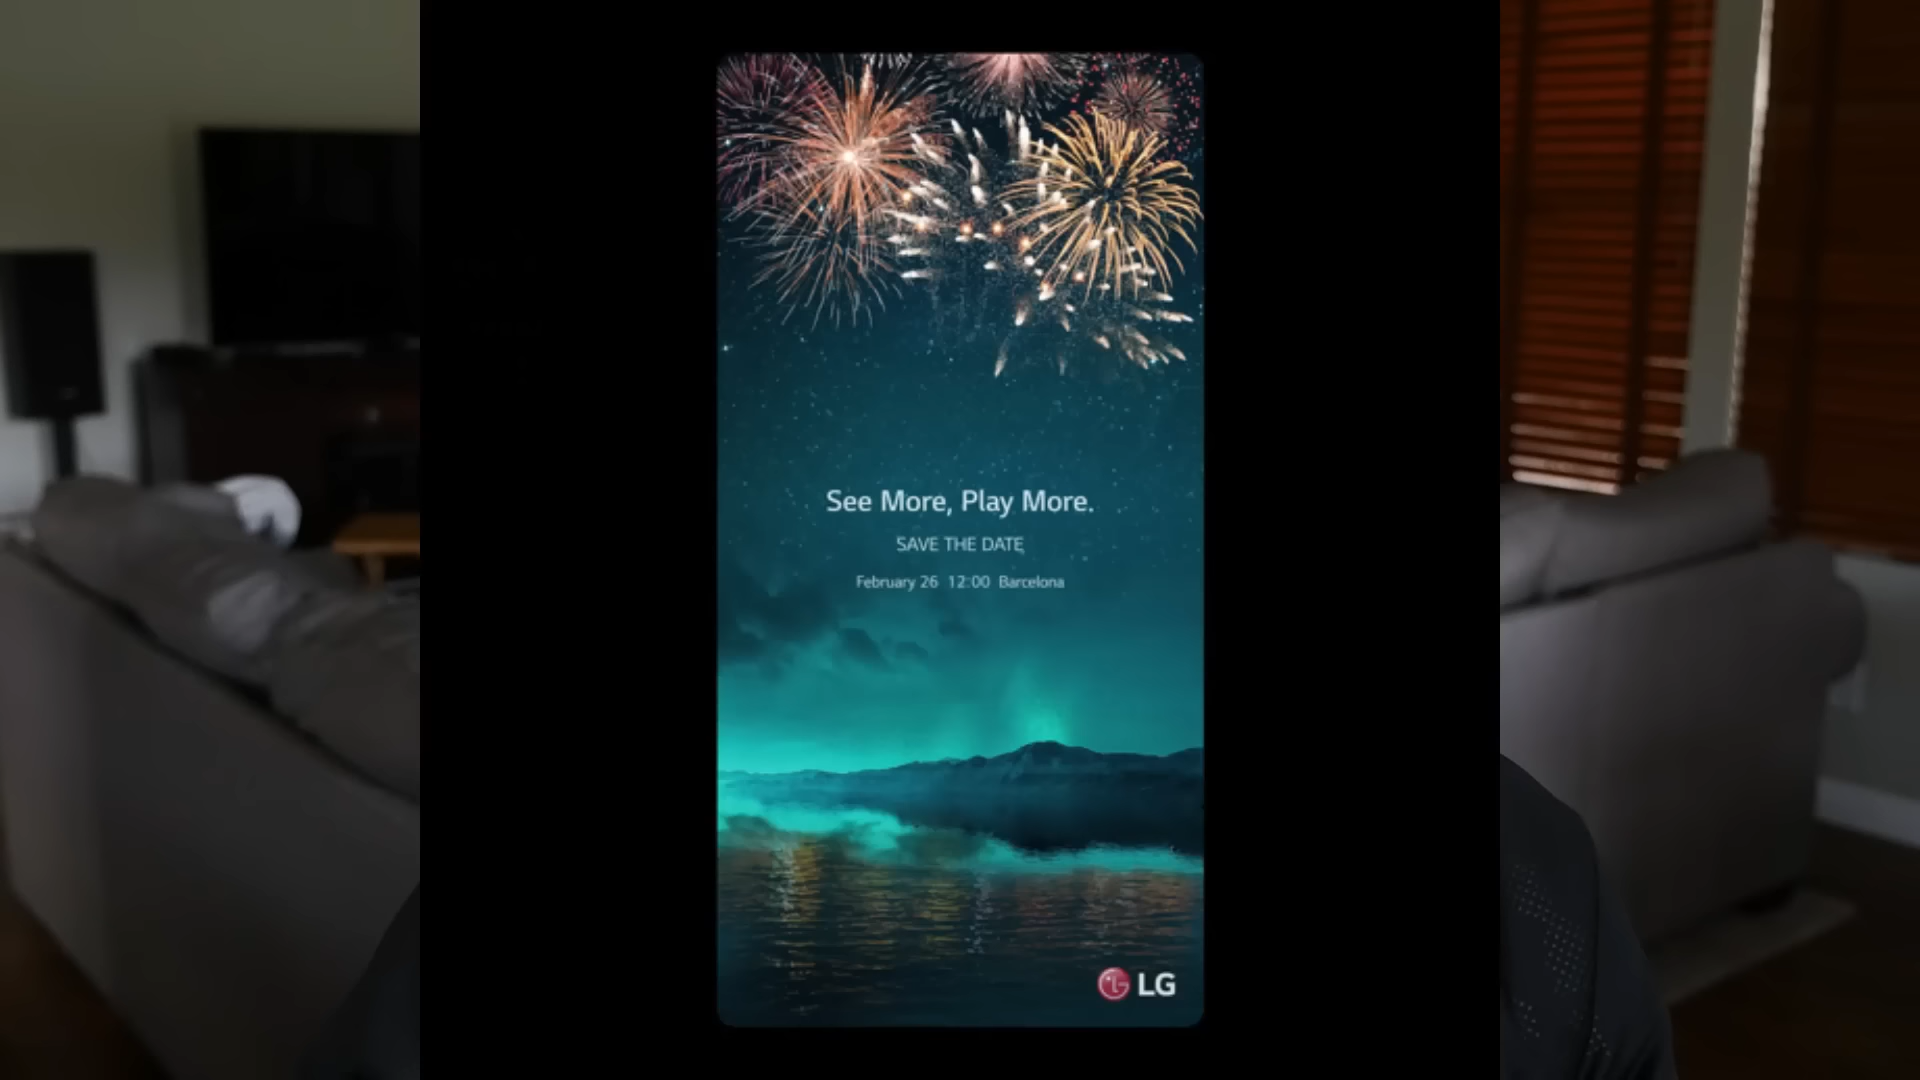 See More, Play More.
SAVE THE DATE
February 26 12:00 Barcelona
LG